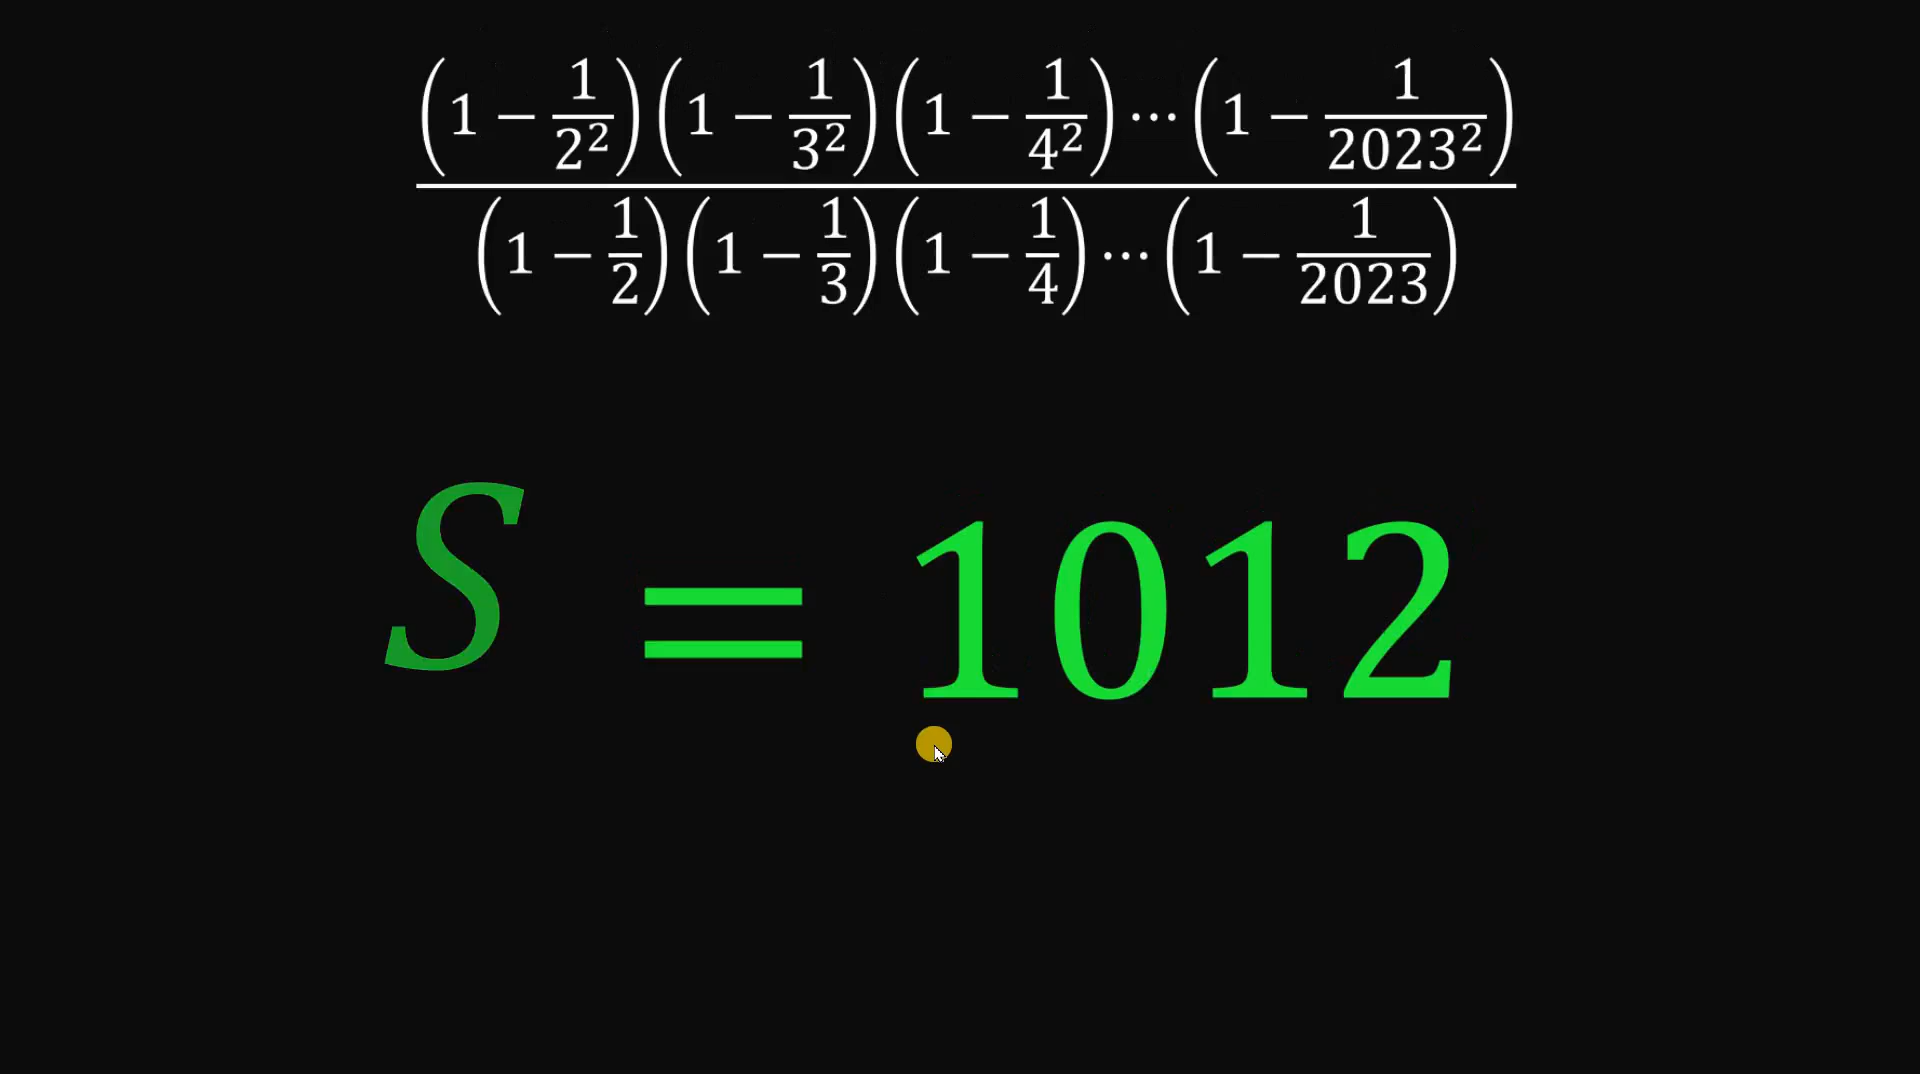 (1 − 1/2²)(1 − 1/3²)(1 − 1/4²)⋯(1 − 1/2023²)
(1 − 1/2)(1 − 1/3)(1 − 1/4)⋯(1 − 1/2023)
S = 1012